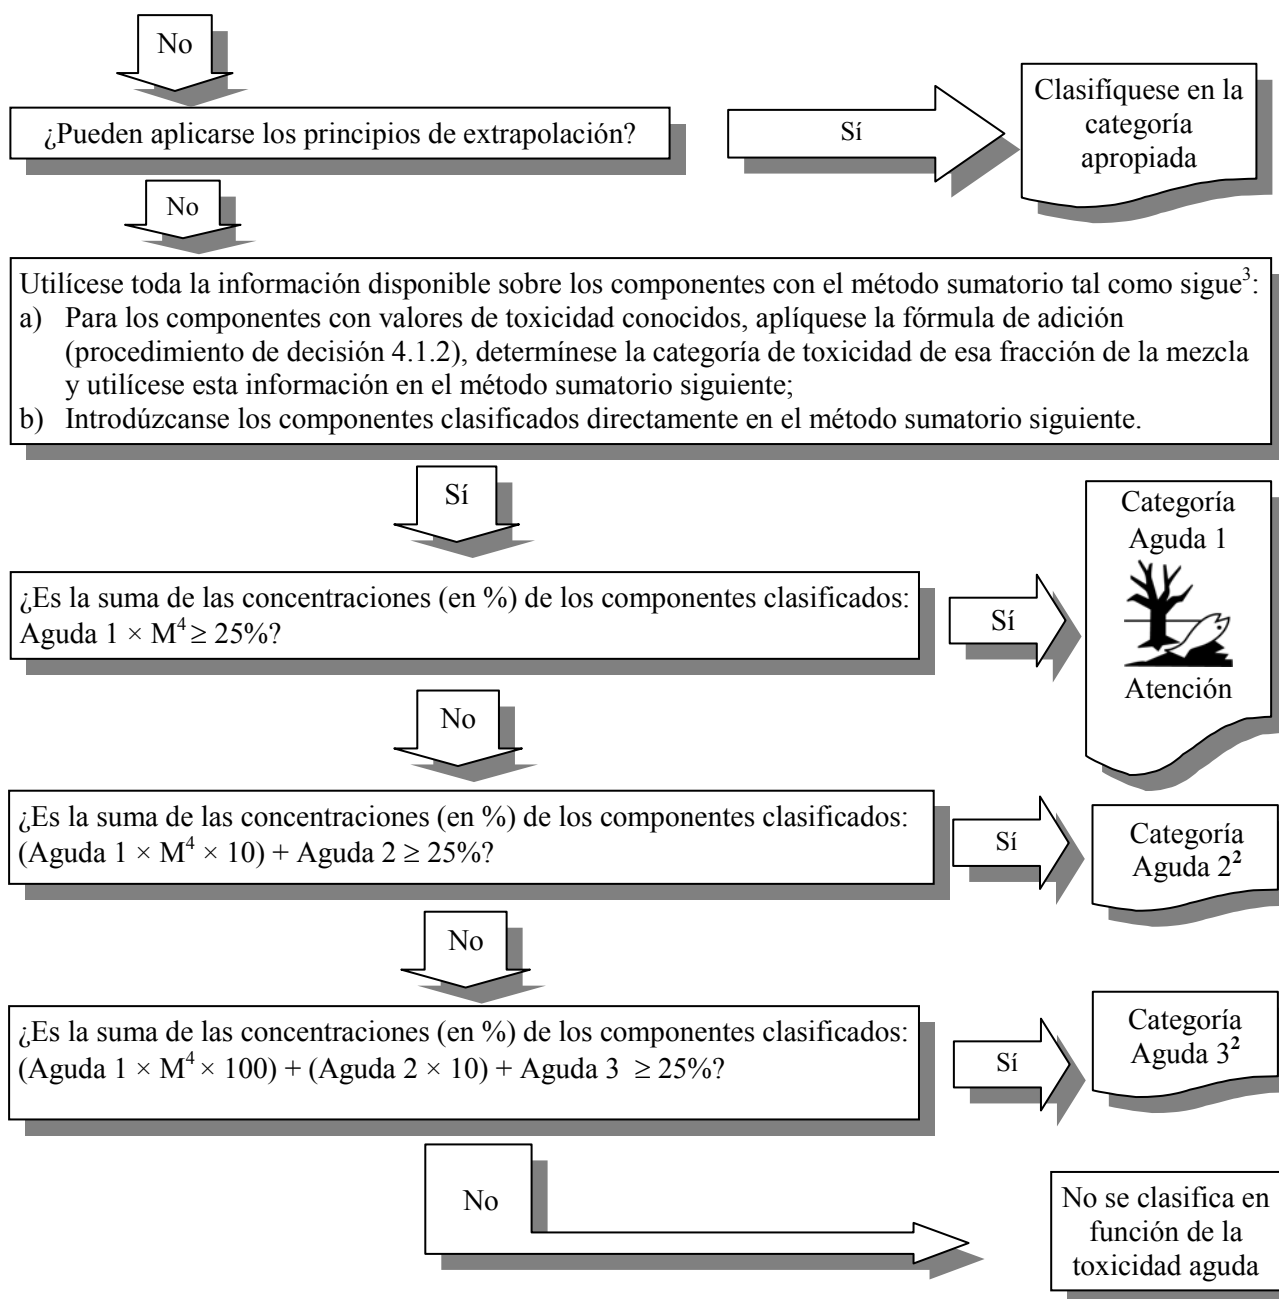 No
¿Pueden aplicarse los principios de extrapolación?
Sí
Clasifíquese en la
categoría
apropiada
No
Utilícese toda la información disponible sobre los componentes con el método sumatorio tal como sigue³:
a) Para los componentes con valores de toxicidad conocidos, aplíquese la fórmula de adición
(procedimiento de decisión 4.1.2), determínese la categoría de toxicidad de esa fracción de la mezcla
y utilícese esta información en el método sumatorio siguiente;
b) Introdúzcanse los componentes clasificados directamente en el método sumatorio siguiente.
Sí
¿Es la suma de las concentraciones (en %) de los componentes clasificados:
Aguda 1 × M⁴ ≥ 25%?
Sí
Categoría
Aguda 1
Atención
No
¿Es la suma de las concentraciones (en %) de los componentes clasificados:
(Aguda 1 × M⁴ × 10) + Aguda 2 ≥ 25%?
Sí
Categoría
Aguda 2²
No
¿Es la suma de las concentraciones (en %) de los componentes clasificados:
(Aguda 1 × M⁴ × 100) + (Aguda 2 × 10) + Aguda 3 ≥ 25%?
Sí
Categoría
Aguda 3²
No
No se clasifica en
función de la
toxicidad aguda